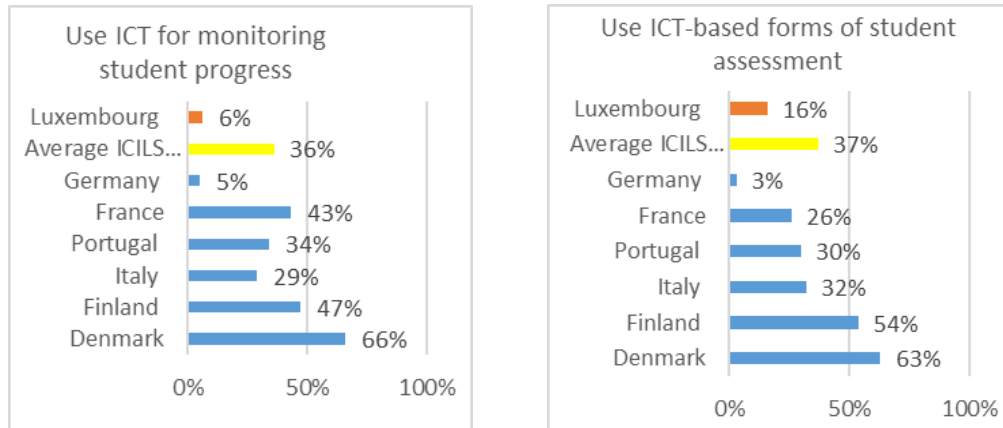 Use ICT for monitoring
student progress
Luxembourg 6%
Average ICILS... 36%
Germany 5%
France 43%
Portugal 34%
Italy 29%
Finland 47%
Denmark 66%
0% 50% 100%
Use ICT-based forms of student
assessment
Luxembourg 16%
Average ICILS... 37%
Germany 3%
France 26%
Portugal 30%
Italy 32%
Finland 54%
Denmark 63%
0% 50% 100%